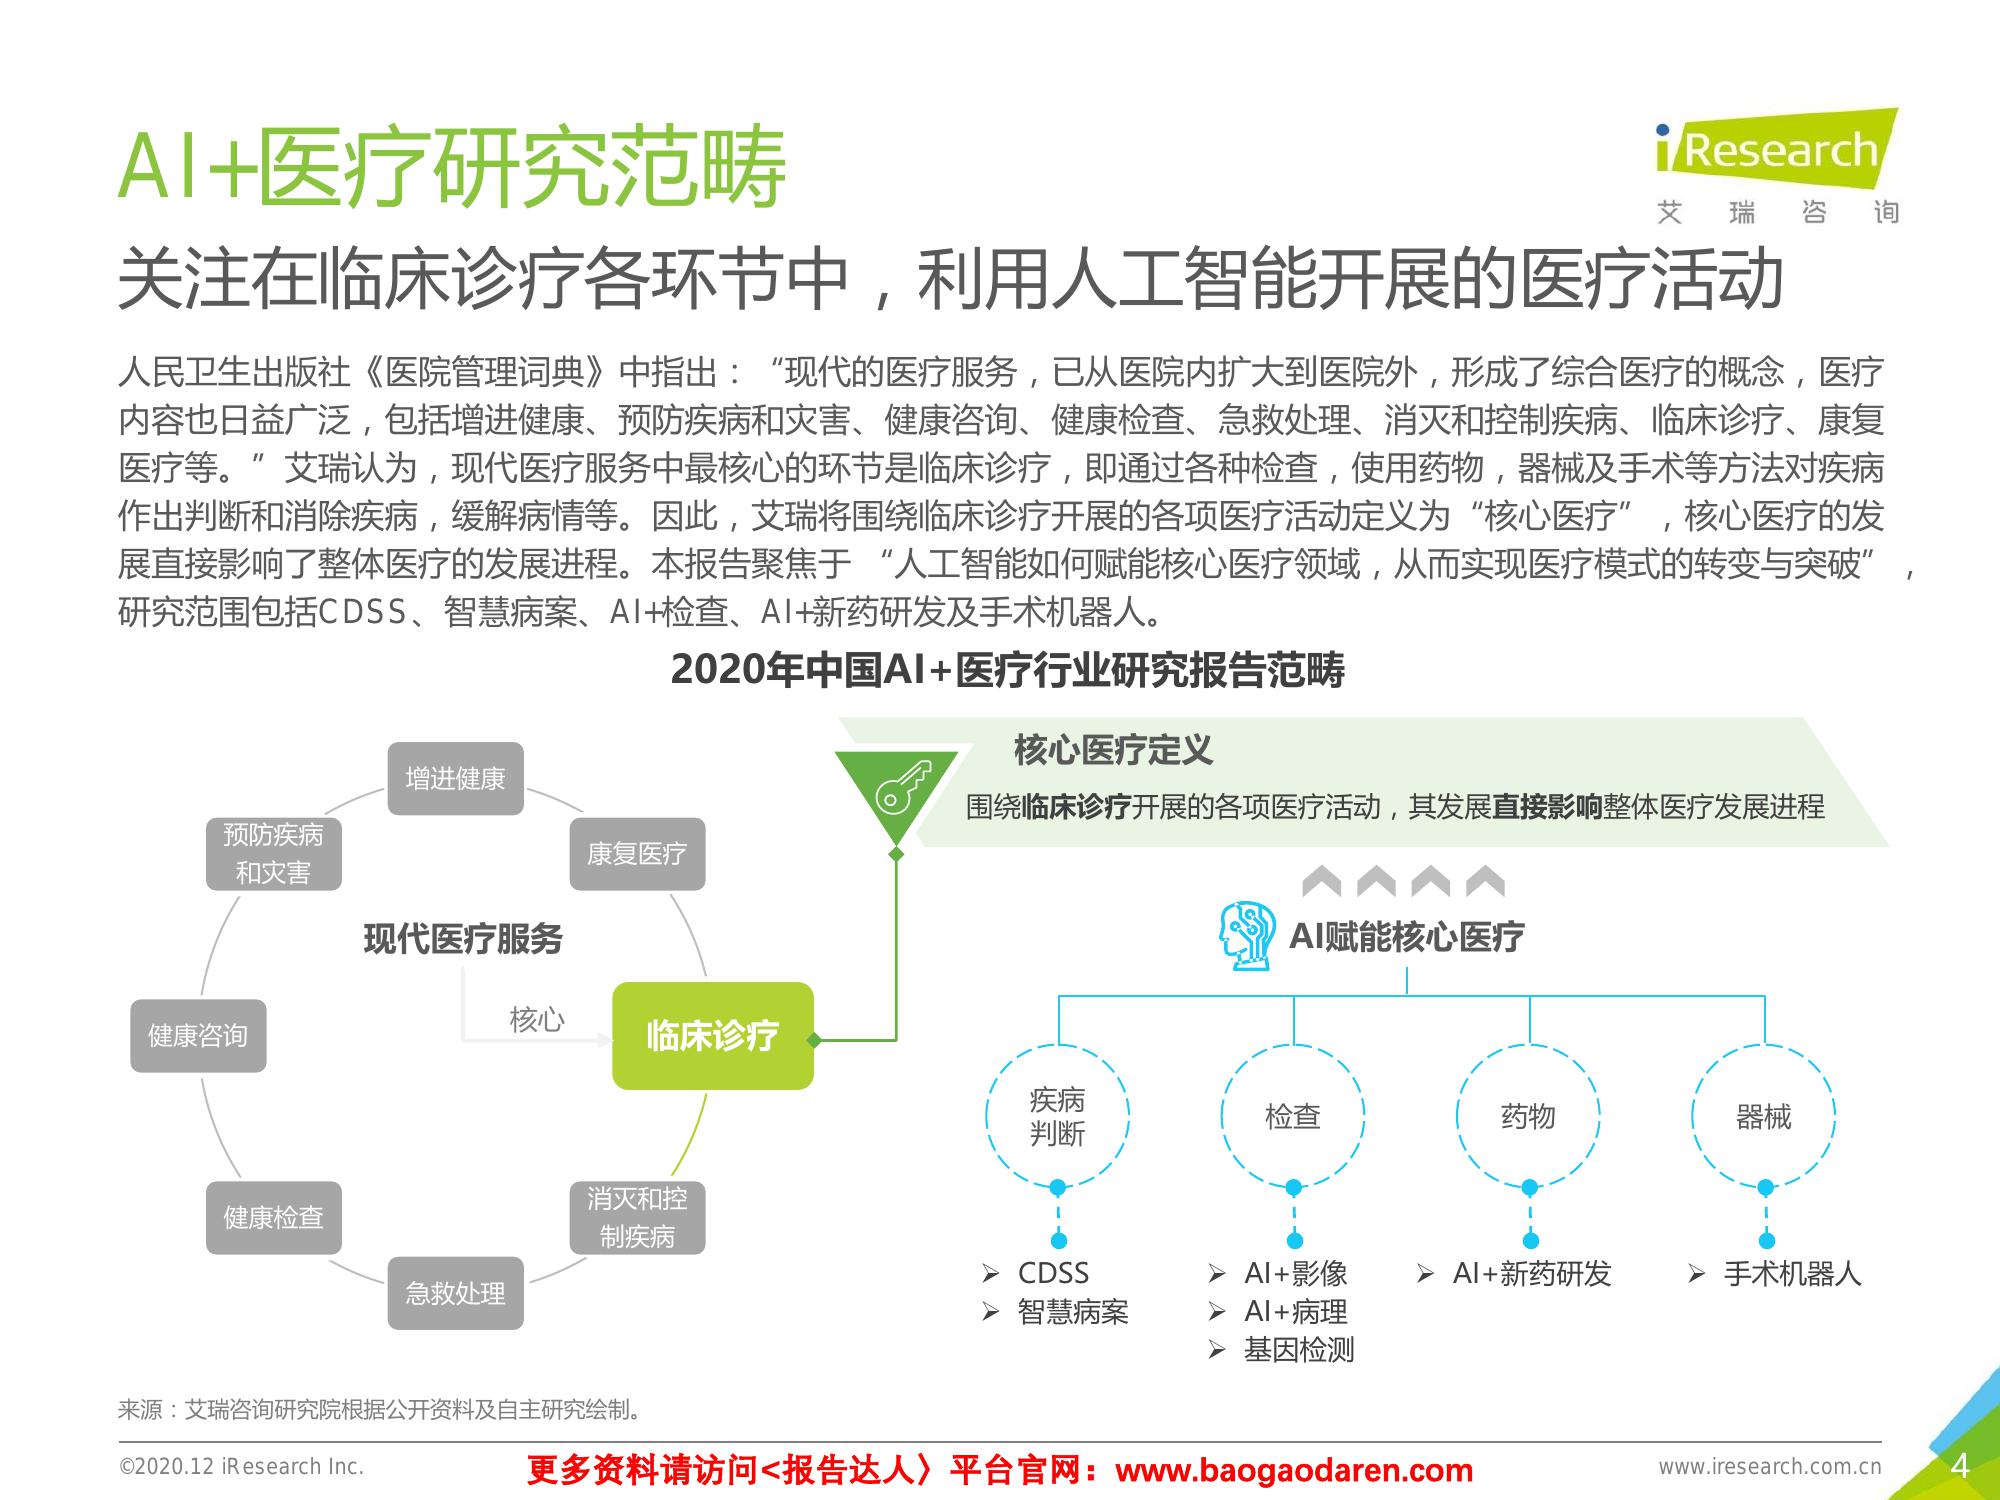 AI+医疗研究范畴
iResearch
艾瑞咨询
关注在临床诊疗各环节中，利用人工智能开展的医疗活动
人民卫生出版社《医院管理词典》中指出：“现代的医疗服务，已从医院内扩大到医院外，形成了综合医疗的概念，医疗
内容也日益广泛，包括增进健康、预防疾病和灾害、健康咨询、健康检查、急救处理、消灭和控制疾病、临床诊疗、康复
医疗等。”艾瑞认为，现代医疗服务中最核心的环节是临床诊疗，即通过各种检查，使用药物，器械及手术等方法对疾病
作出判断和消除疾病，缓解病情等。因此，艾瑞将围绕临床诊疗开展的各项医疗活动定义为“核心医疗”，核心医疗的发
展直接影响了整体医疗的发展进程。本报告聚焦于 “人工智能如何赋能核心医疗领域，从而实现医疗模式的转变与突破”，
研究范围包括CDSS、智慧病案、AI+检查、AI+新药研发及手术机器人。
2020年中国AI+医疗行业研究报告范畴
增进健康
预防疾病
和灾害
康复医疗
现代医疗服务
核心
临床诊疗
健康咨询
健康检查
消灭和控
制疾病
急救处理
核心医疗定义
围绕临床诊疗开展的各项医疗活动，其发展直接影响整体医疗发展进程
AI赋能核心医疗
疾病
判断
检查
药物
器械
➢ CDSS
➢ 智慧病案
➢ AI+影像
➢ AI+病理
➢ 基因检测
➢ AI+新药研发
➢ 手术机器人
来源：艾瑞咨询研究院根据公开资料及自主研究绘制。
©2020.12 iResearch Inc.
更多资料请访问<报告达人〉平台官网：www.baogaodaren.com
www.iresearch.com.cn
4